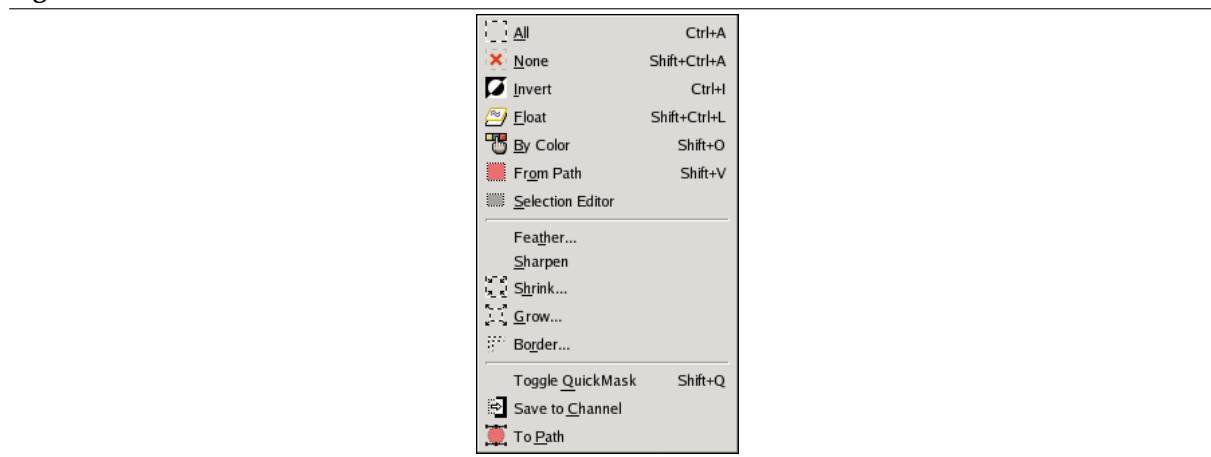 All Ctrl+A
None Shift+Ctrl+A
Invert Ctrl+I
Float Shift+Ctrl+L
By Color Shift+O
From Path Shift+V
Selection Editor
Feather...
Sharpen
Shrink...
Grow...
Border...
Toggle QuickMask Shift+Q
Save to Channel
To Path